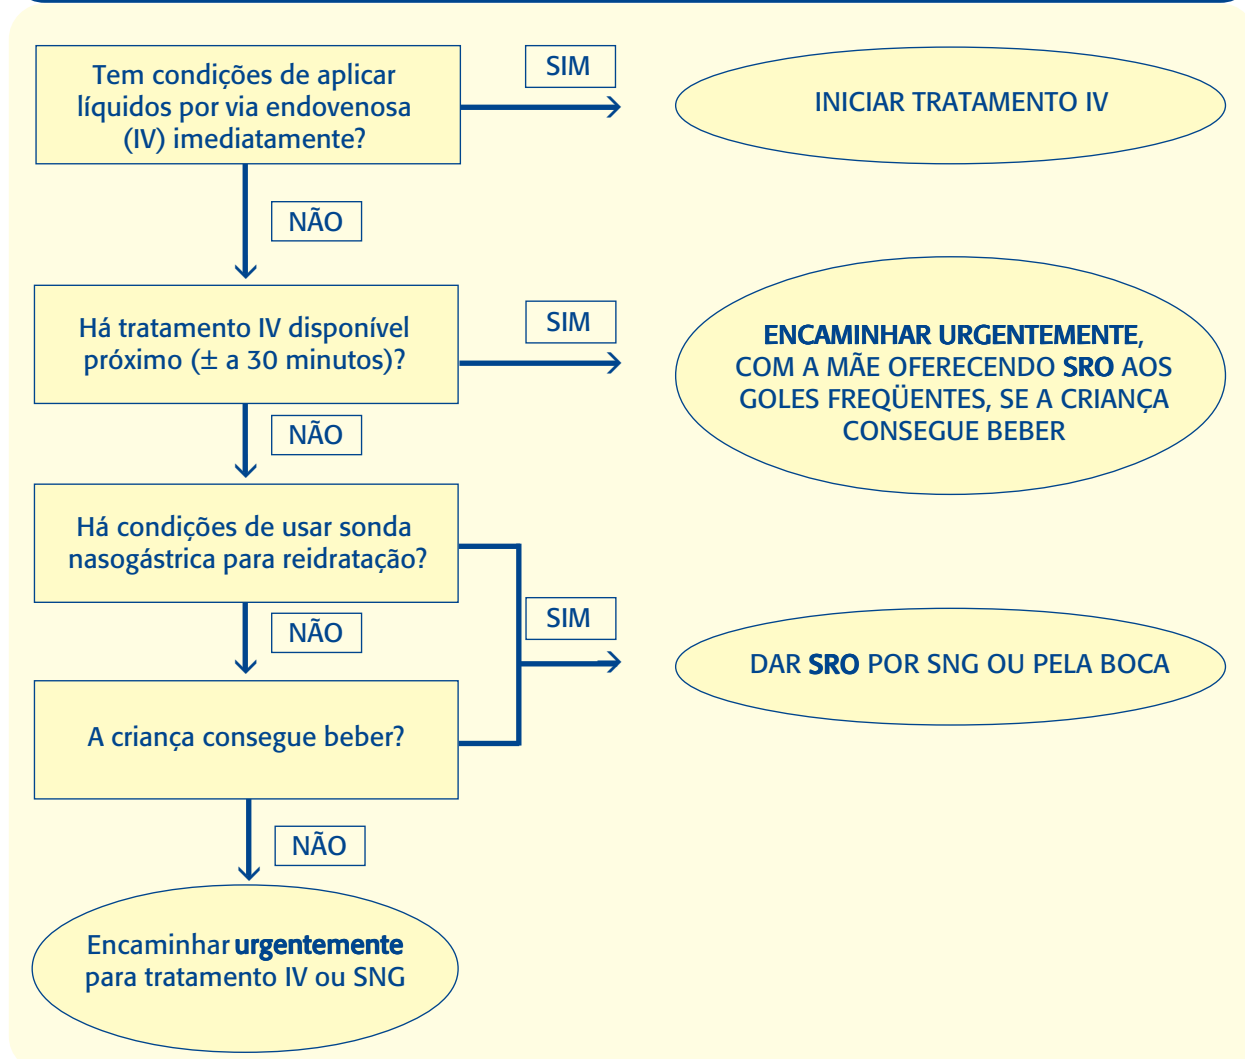 Tem condições de aplicar
líquidos por via endovenosa
(IV) imediatamente?
SIM
INICIAR TRATAMENTO IV
NÃO
Há tratamento IV disponível
próximo (± a 30 minutos)?
SIM
ENCAMINHAR URGENTEMENTE,
COM A MÃE OFERECENDO SRO AOS
GOLES FREQÜENTES, SE A CRIANÇA
CONSEGUE BEBER
NÃO
Há condições de usar sonda
nasogástrica para reidratação?
SIM
DAR SRO POR SNG OU PELA BOCA
NÃO
A criança consegue beber?
NÃO
Encaminhar urgentemente
para tratamento IV ou SNG